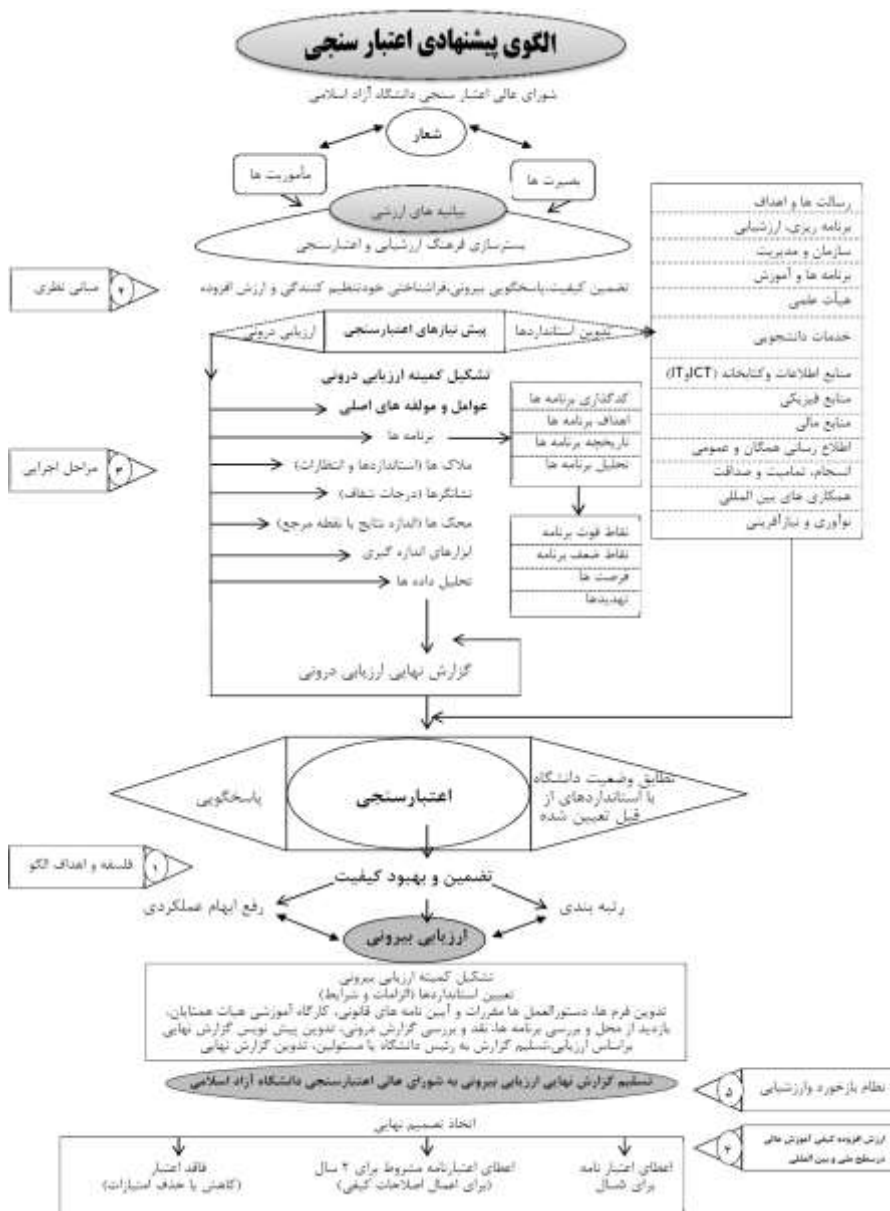 الگوی پیشنهادی اعتبار سنجی
شورای عالی اعتبار سنجی دانشگاه آزاد اسلامی
شعار
بصیرت ها
مأموریت ها
بیانیه های ارزشی
بسترسازی فرهنگ ارزشیابی و اعتبارسنجی
تضمین کیفیت،پاسخگویی بیرونی،فراشناختی خودتنظیم کنندگی و ارزش افزوده
مبانی نظری
۲
تدوین استانداردها
پیش نیازهای اعتبارسنجی
ارزیابی درونی
رسالت ها و اهداف
برنامه ریزی، ارزشیابی
سازمان و مدیریت
برنامه ها و آموزش
هیأت علمی
خدمات دانشجویی
منابع اطلاعات وکتابخانه (ICTوIT)
منابع فیزیکی
منابع مالی
اطلاع رسانی همگان و عمومی
انسجام، تمامیت و صداقت
همکاری های بین المللی
نوآوری و نیازآفرینی
تشکیل کمیته ارزیابی درونی
عوامل و مولفه های اصلی
برنامه ها
ملاک ها (استانداردها و انتظارات)
نشانگرها (درجات شفاف)
محک ها (اندازه نتایج با نقطه مرجع)
ابزارهای اندازه گیری
تحلیل داده ها
کدگذاری برنامه ها
اهداف برنامه ها
تاریخچه برنامه ها
تحلیل برنامه ها
نقاط قوت برنامه
نقاط ضعف برنامه
فرصت ها
تهدیدها
مراحل اجرایی
۳
گزارش نهایی ارزیابی درونی
تطابق وضعیت دانشگاه
با استانداردهای از
قبل تعیین شده
اعتبارسنجی
پاسخگویی
فلسفه و اهداف الگو
۱
تضمین و بهبود کیفیت
رتبه بندی
رفع ابهام عملکردی
ارزیابی بیرونی
تشکیل کمیته ارزیابی بیرونی
تعیین استانداردها (الزامات و شرایط)
تدوین فرم ها، دستورالعمل ها مقررات و آیین نامه های قانونی، کارگاه آموزشی هیات همتایان،
بازدید از محل و بررسی برنامه ها، نقد و بررسی گزارش درونی، تدوین پیش نویس گزارش نهایی
براساس ارزیابی،تسلیم گزارش به رئیس دانشگاه یا مسئولین، تدوین گزارش نهایی
تسلیم گزارش نهایی ارزیابی بیرونی به شورای عالی اعتبارسنجی دانشگاه آزاد اسلامی
نظام بازخورد وارزشیابی
۵
اتخاذ تصمیم نهایی
ارزش افزوده کیفی آموزش عالی
درسطح ملی و بین المللی
اعطای اعتبار نامه
برای ۵سال
اعطای اعتبارنامه مشروط برای ۲ سال
(برای اعمال اصلاحات کیفی)
فاقد اعتبار
(کاهش یا حذف امتیازات)